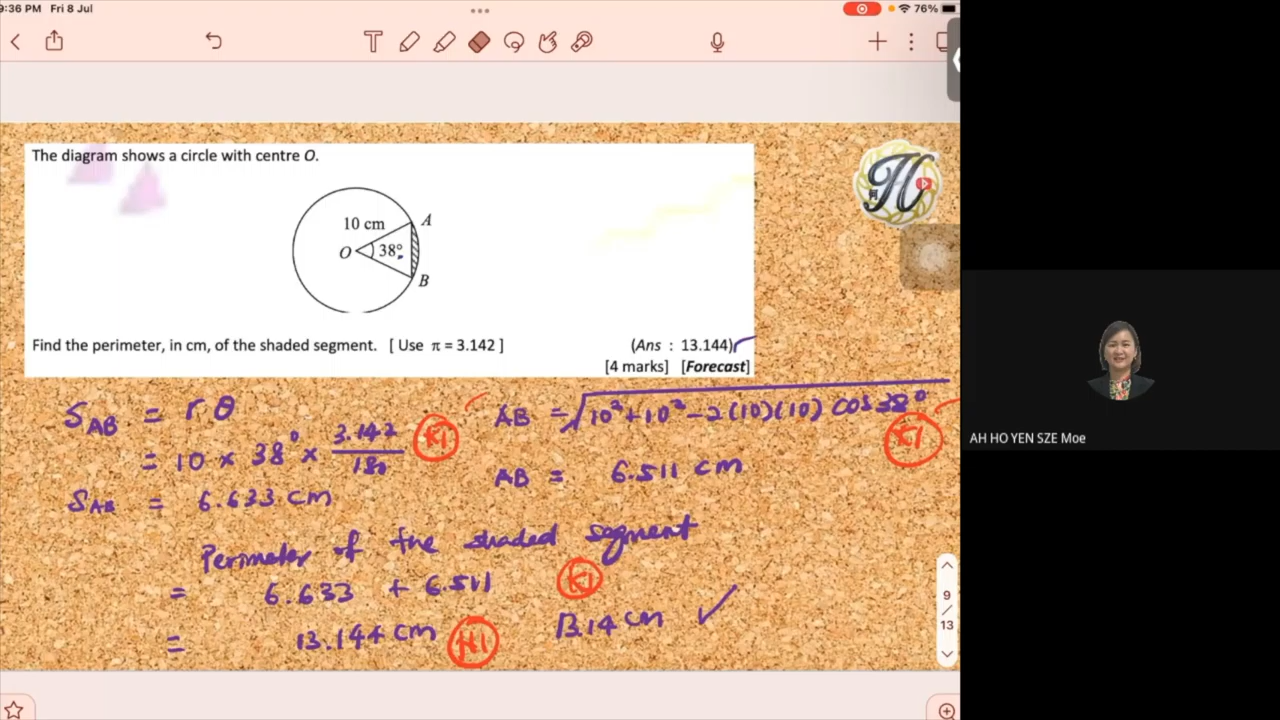 9:36 PM Fri 8 Jul
76%
The diagram shows a circle with centre O.
10 cm
A
O
38°
B
Find the perimeter, in cm, of the shaded segment. [ Use π = 3.142 ]
(Ans : 13.144)
[4 marks] [Forecast]
S_AB = rθ
= 10 × 38° × 3.142/180
K1
S_AB = 6.633 cm
AB = √10² + 10² − 2(10)(10) cos 38°
K1
AB = 6.511 cm
Perimeter of the shaded segment
= 6.633 + 6.511
K1
= 13.144 cm
N1
13.14 cm ✓
AH HO YEN SZE Moe
9
/
13